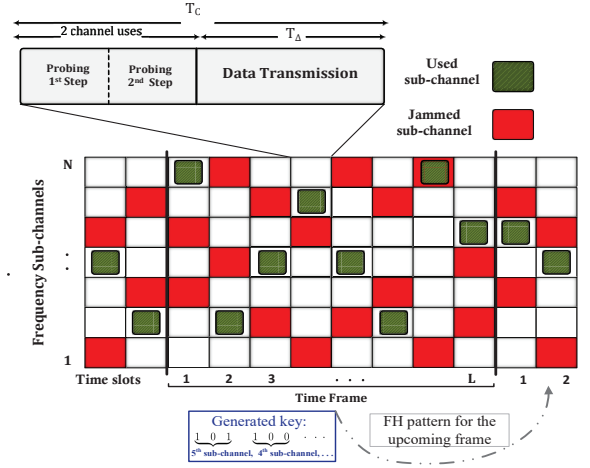 T_C
2 channel uses
T_Δ
Probing
1st Step
Probing
2nd Step
Data Transmission
Used
sub-channel
Jammed
sub-channel
Frequency Sub-channels
N
:
1
Time slots
1 2 3 . . . L 1 2
Time Frame
Generated key:
1 0 1 1 0 0 . . .
5th sub-channel, 4th sub-channel, . . .
FH pattern for the
upcoming frame